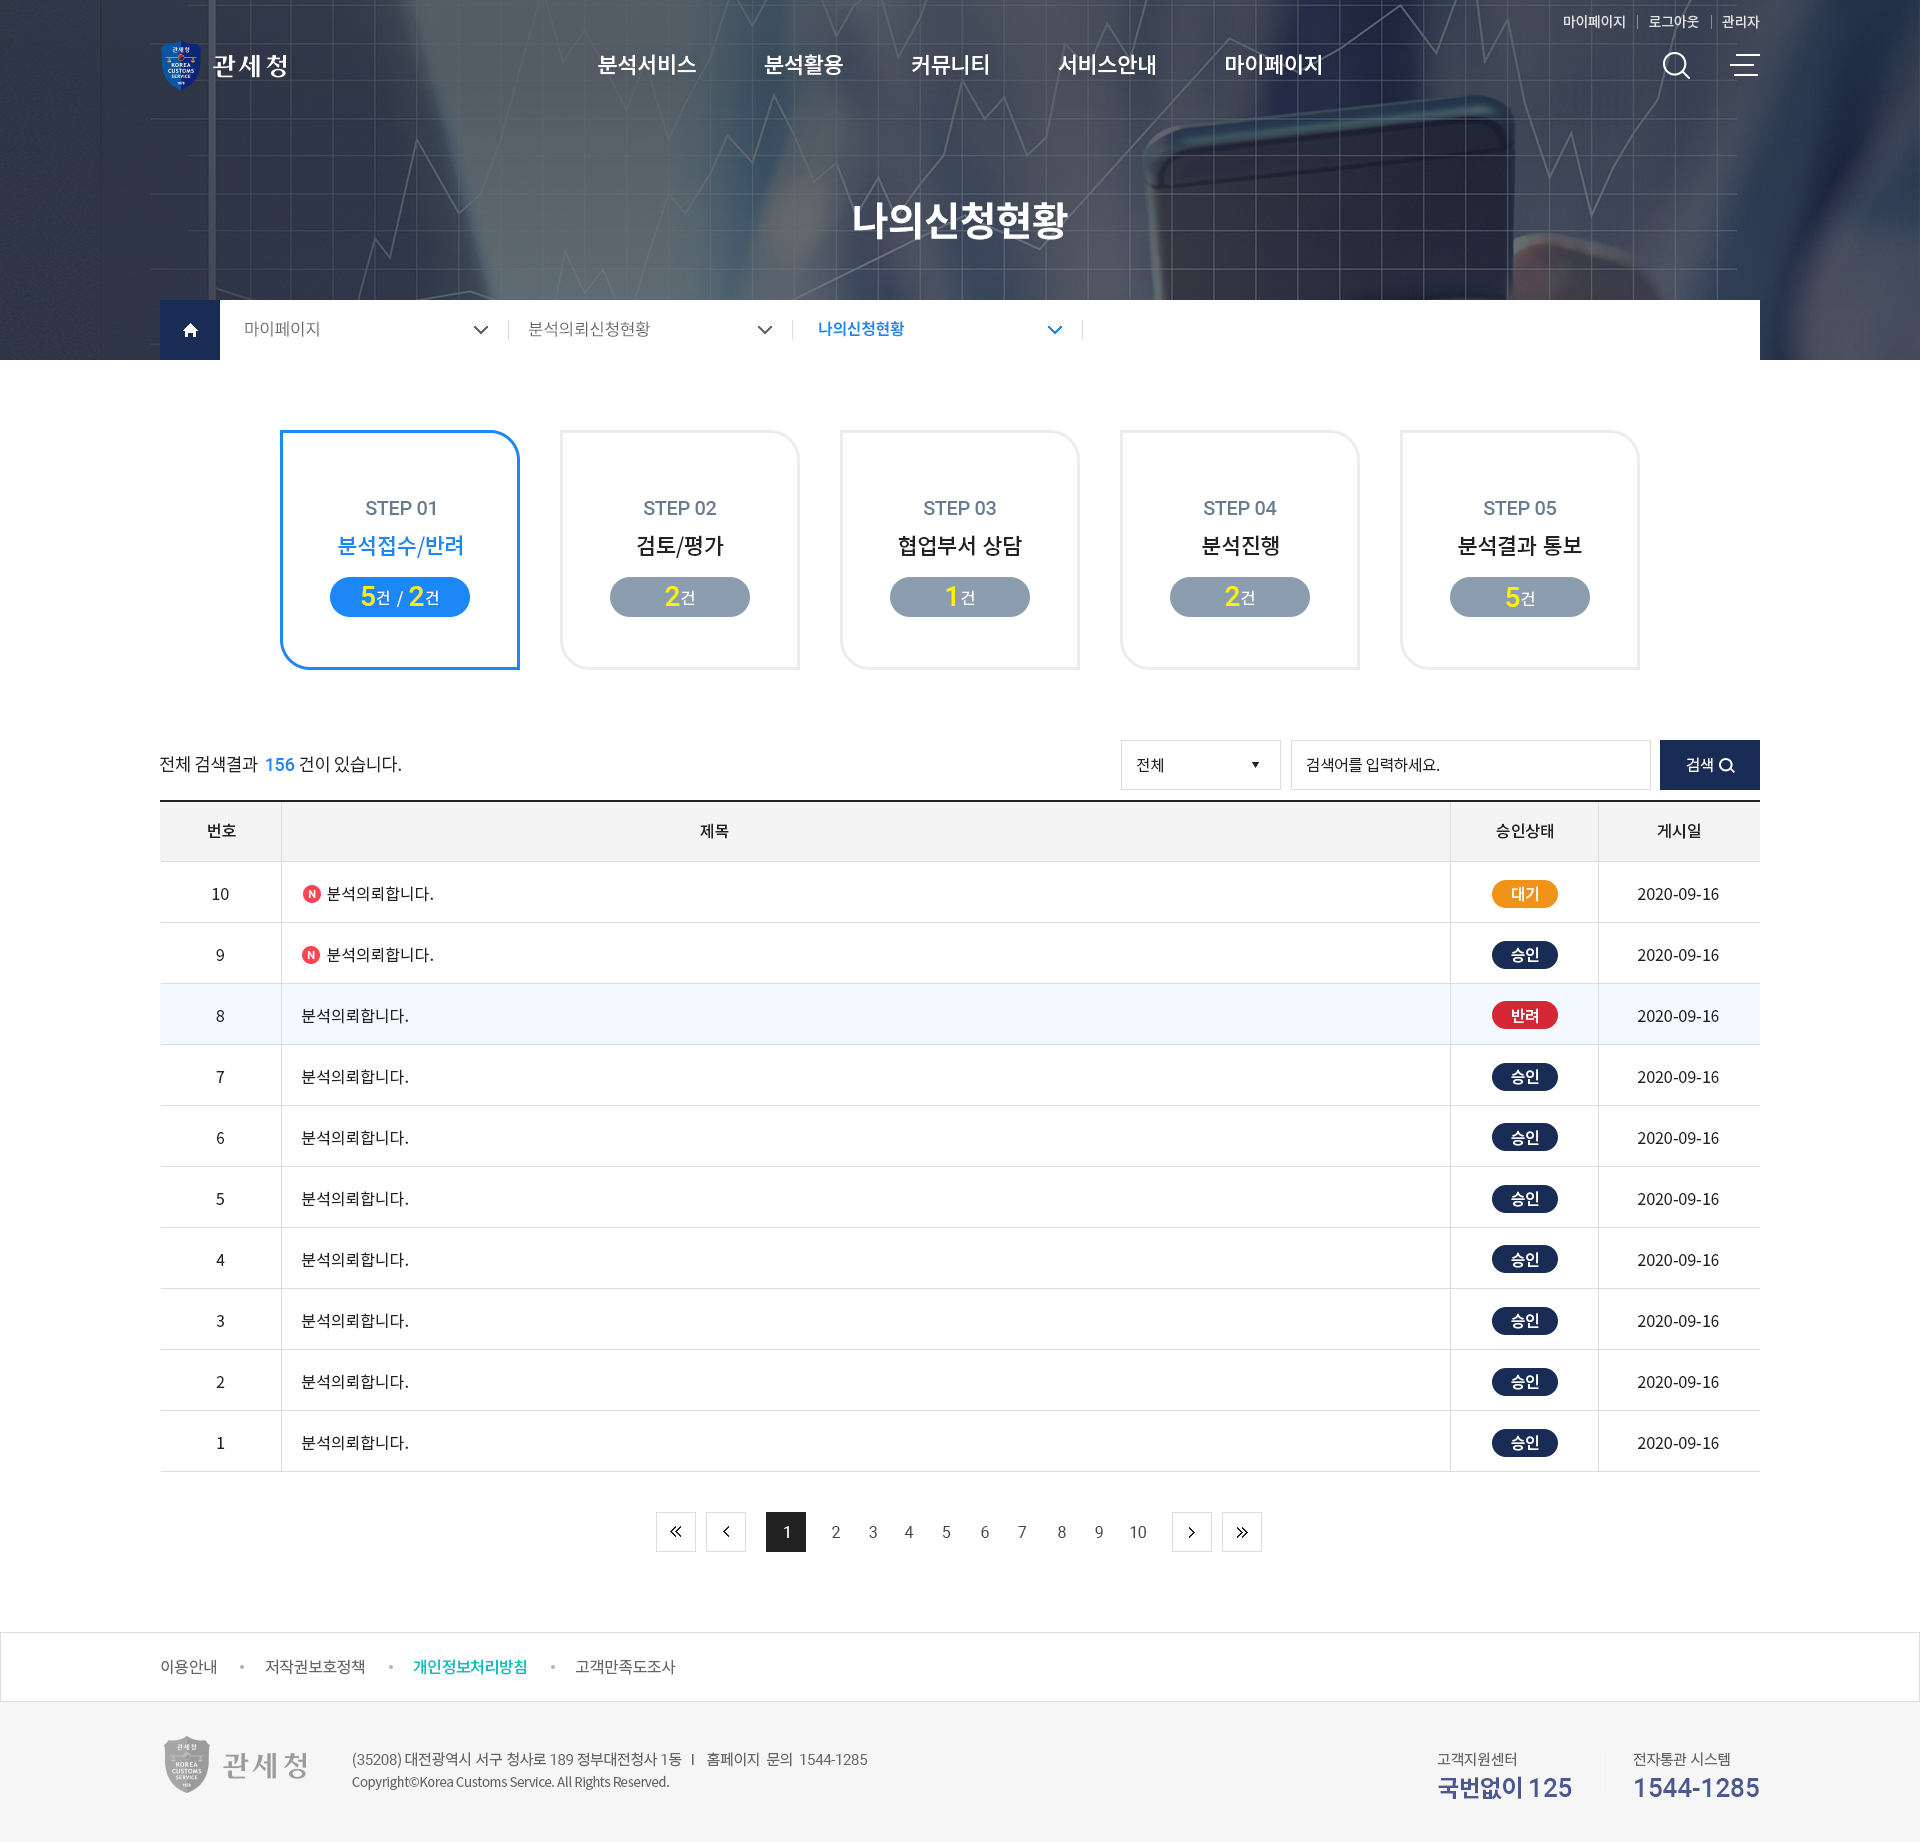 마이페이지 로그아웃 관리자
관세청 KOREA CUSTOMS SERVICE 관세청 분석서비스 분석활용 커뮤니티 서비스안내 마이페이지
나의신청현황
마이페이지 분석의뢰신청현황 나의신청현황
STEP 01
분석접수/반려
5건 / 2건
STEP 02
검토/평가
2건
STEP 03
협업부서 상담
1건
STEP 04
분석진행
2건
STEP 05
분석결과 통보
5건
전체 검색결과 156 건이 있습니다. 전체 ▼ 검색어를 입력하세요. 검색
번호 제목 승인상태 게시일
10 N 분석의뢰합니다. 대기 2020-09-16
9 N 분석의뢰합니다. 승인 2020-09-16
8 분석의뢰합니다. 반려 2020-09-16
7 분석의뢰합니다. 승인 2020-09-16
6 분석의뢰합니다. 승인 2020-09-16
5 분석의뢰합니다. 승인 2020-09-16
4 분석의뢰합니다. 승인 2020-09-16
3 분석의뢰합니다. 승인 2020-09-16
2 분석의뢰합니다. 승인 2020-09-16
1 분석의뢰합니다. 승인 2020-09-16
1 2 3 4 5 6 7 8 9 10
이용안내 • 저작권보호정책 • 개인정보처리방침 • 고객만족도조사
관세청 KOREA CUSTOMS SERVICE 관세청
(35208) 대전광역시 서구 청사로 189 정부대전청사 1동 I 홈페이지 문의 1544-1285
Copyright©Korea Customs Service. All Rights Reserved.
고객지원센터
국번없이 125
전자통관 시스템
1544-1285